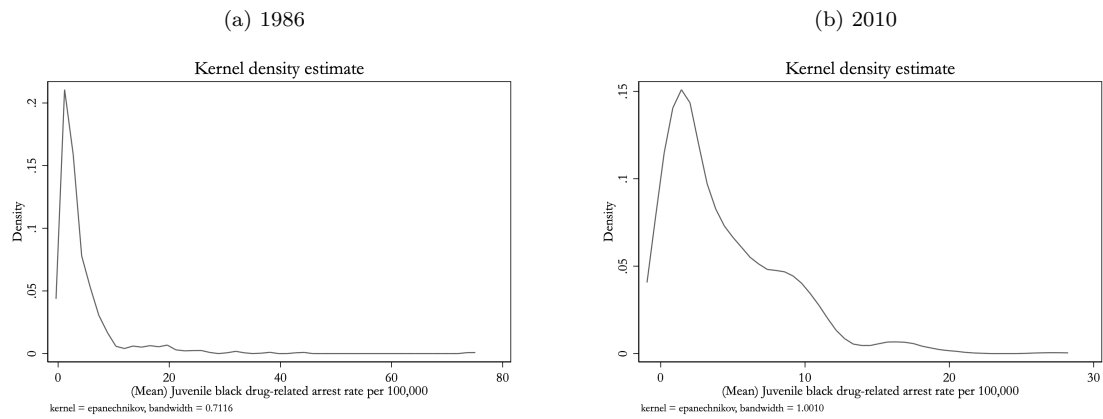 (a) 1986
Kernel density estimate
Density
.2
.15
.1
.05
0
0 20 40 60 80
(Mean) Juvenile black drug-related arrest rate per 100,000
kernel = epanechnikov, bandwidth = 0.7116
(b) 2010
Kernel density estimate
Density
.15
.1
.05
0
0 10 20 30
(Mean) Juvenile black drug-related arrest rate per 100,000
kernel = epanechnikov, bandwidth = 1.0010